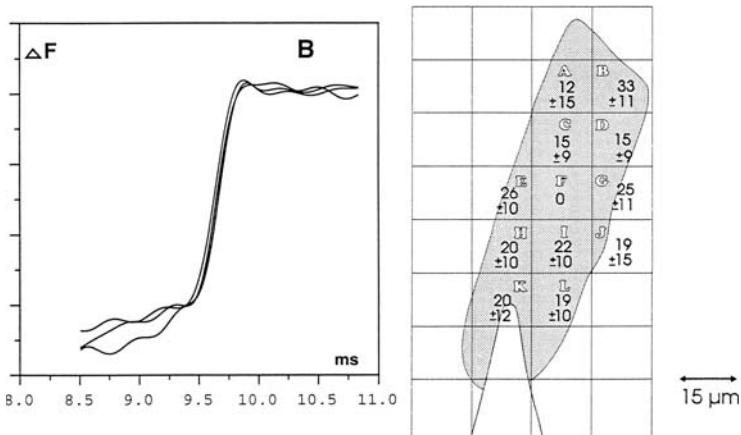 △F B
ms
8.0 8.5 9.0 9.5 10.0 10.5 11.0
A B
12 33
±15 ±11
C D
15 15
±9 ±9
E F G
26 0 25
±10 ±11
H I J
20 22 19
±10 ±10 ±15
K L
20 19
±12 ±10
15 µm